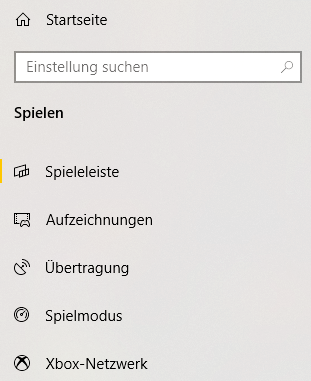 Startseite
Einstellung suchen
Spielen
Spieleleiste
Aufzeichnungen
Übertragung
Spielmodus
Xbox-Netzwerk